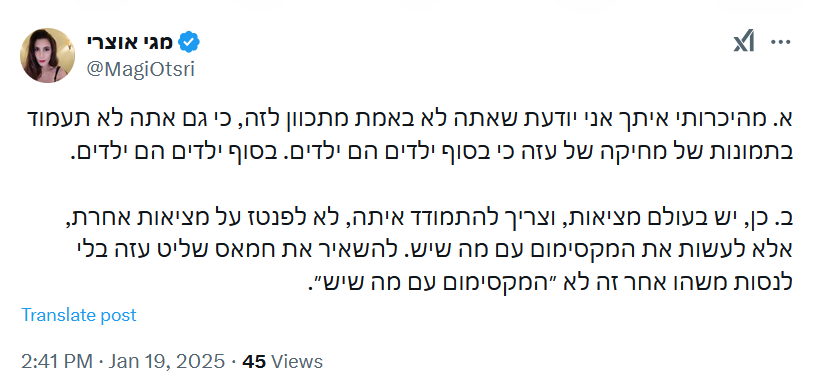 מגי אוצרי
@MagiOtsri
א. מהיכרותי איתך אני יודעת שאתה לא באמת מתכוון לזה, כי גם אתה לא תעמוד
בתמונות של מחיקה של עזה כי בסוף ילדים הם ילדים. בסוף ילדים הם ילדים.
ב. כן, יש בעולם מציאות, וצריך להתמודד איתה, לא לפנטז על מציאות אחרת,
אלא לעשות את המקסימום עם מה שיש. להשאיר את חמאס שליט עזה בלי
לנסות משהו אחר זה לא ״המקסימום עם מה שיש״.
Translate post
2:41 PM · Jan 19, 2025 · 45 Views